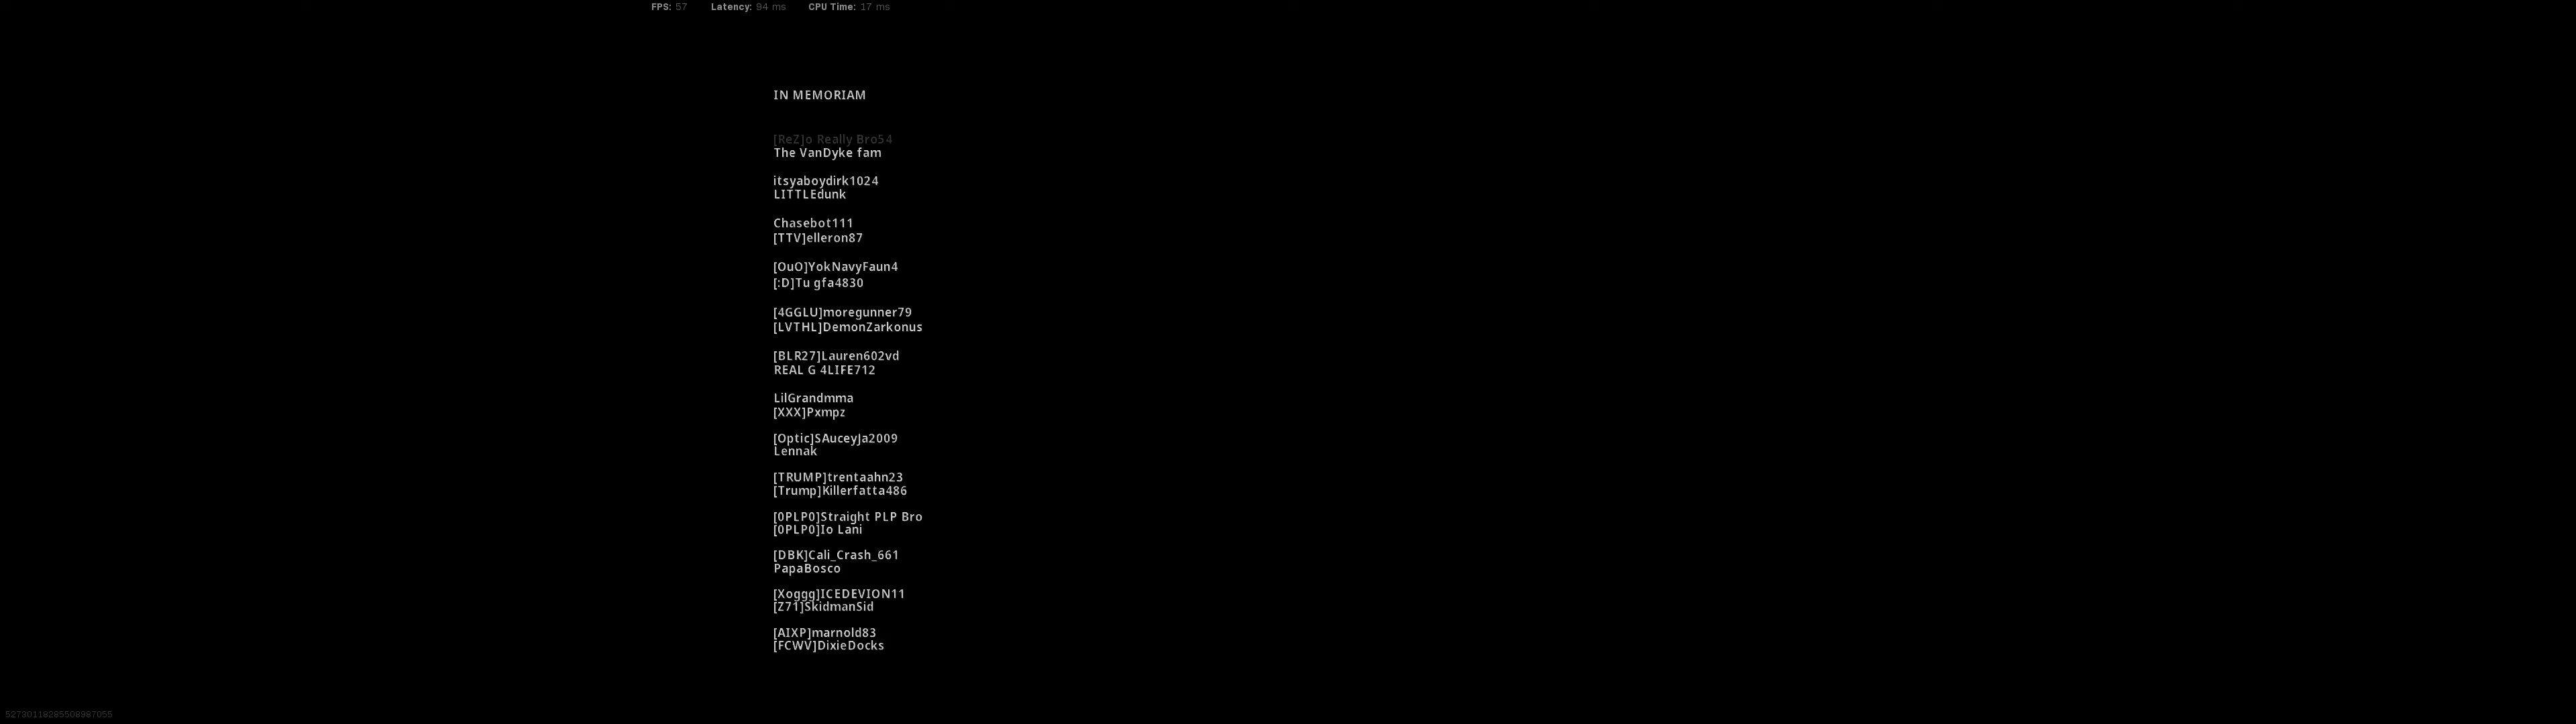 FPS: 57 Latency: 94 ms CPU Time: 17 ms
IN MEMORIAM
[ReZ]o Really Bro54
The VanDyke fam
itsyaboydirk1024
LITTLEdunk
Chasebot111
[TTV]elleron87
[OuO]YokNavyFaun4
[:D]Tu gfa4830
[4GGLU]moregunner79
[LVTHL]DemonZarkonus
[BLR27]Lauren602vd
REAL G 4LIFE712
LilGrandmma
[XXX]Pxmpz
[Optic]SAuceyJa2009
Lennak
[TRUMP]trentaahn23
[Trump]Killerfatta486
[0PLP0]Straight PLP Bro
[0PLP0]Io Lani
[DBK]Cali_Crash_661
PapaBosco
[Xoggg]ICEDEVION11
[Z71]SkidmanSid
[AIXP]marnold83
[FCWV]DixieDocks